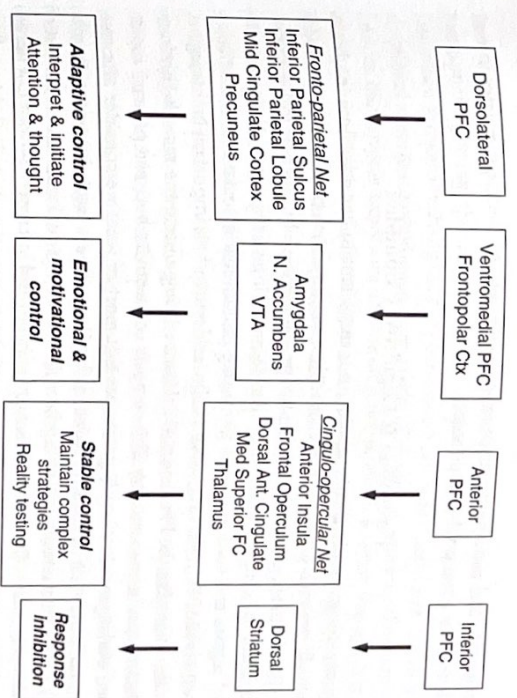 Dorsolateral
PFC
Ventromedial PFC
Frontopolar Ctx
Anterior
PFC
Inferior
PFC
Fronto-parietal Net
Inferior Parietal Sulcus
Inferior Parietal Lobule
Mid Cingulate Cortex
Precuneus
Amygdala
N. Accumbens
VTA
Cingulo-opercular Net
Anterior Insula
Frontal Operculum
Dorsal Ant. Cingulate
Med Superior FC
Thalamus
Dorsal
Striatum
Adaptive control
Interpret & initiate
Attention & thought
Emotional &
motivational
control
Stable control
Maintain complex
strategies
Reality testing
Response
inhibition